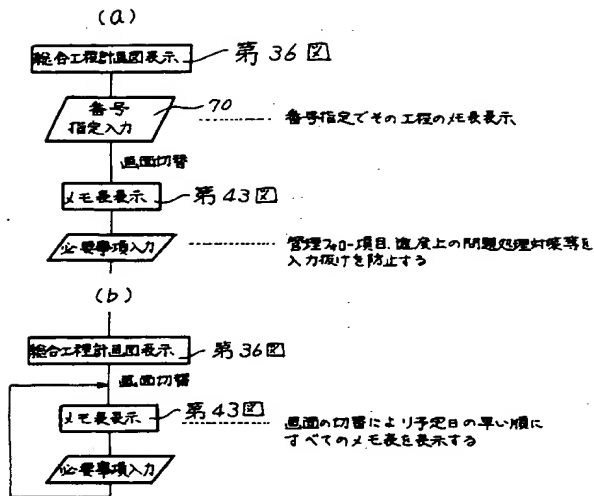 (a)
総合工程計画図表示
第36図
番号
指定入力
70
番号指定でその工程のメモ表表示
画面切替
メモ表表示
第43図
必要事項入力
管理フォロー項目、進度上の問題処理対策等を
入力抜けを防止する
(b)
総合工程計画図表示
第36図
画面切替
メモ表表示
第43図
画面の切替により予定日の早い順に
すべてのメモ表を表示する
必要事項入力